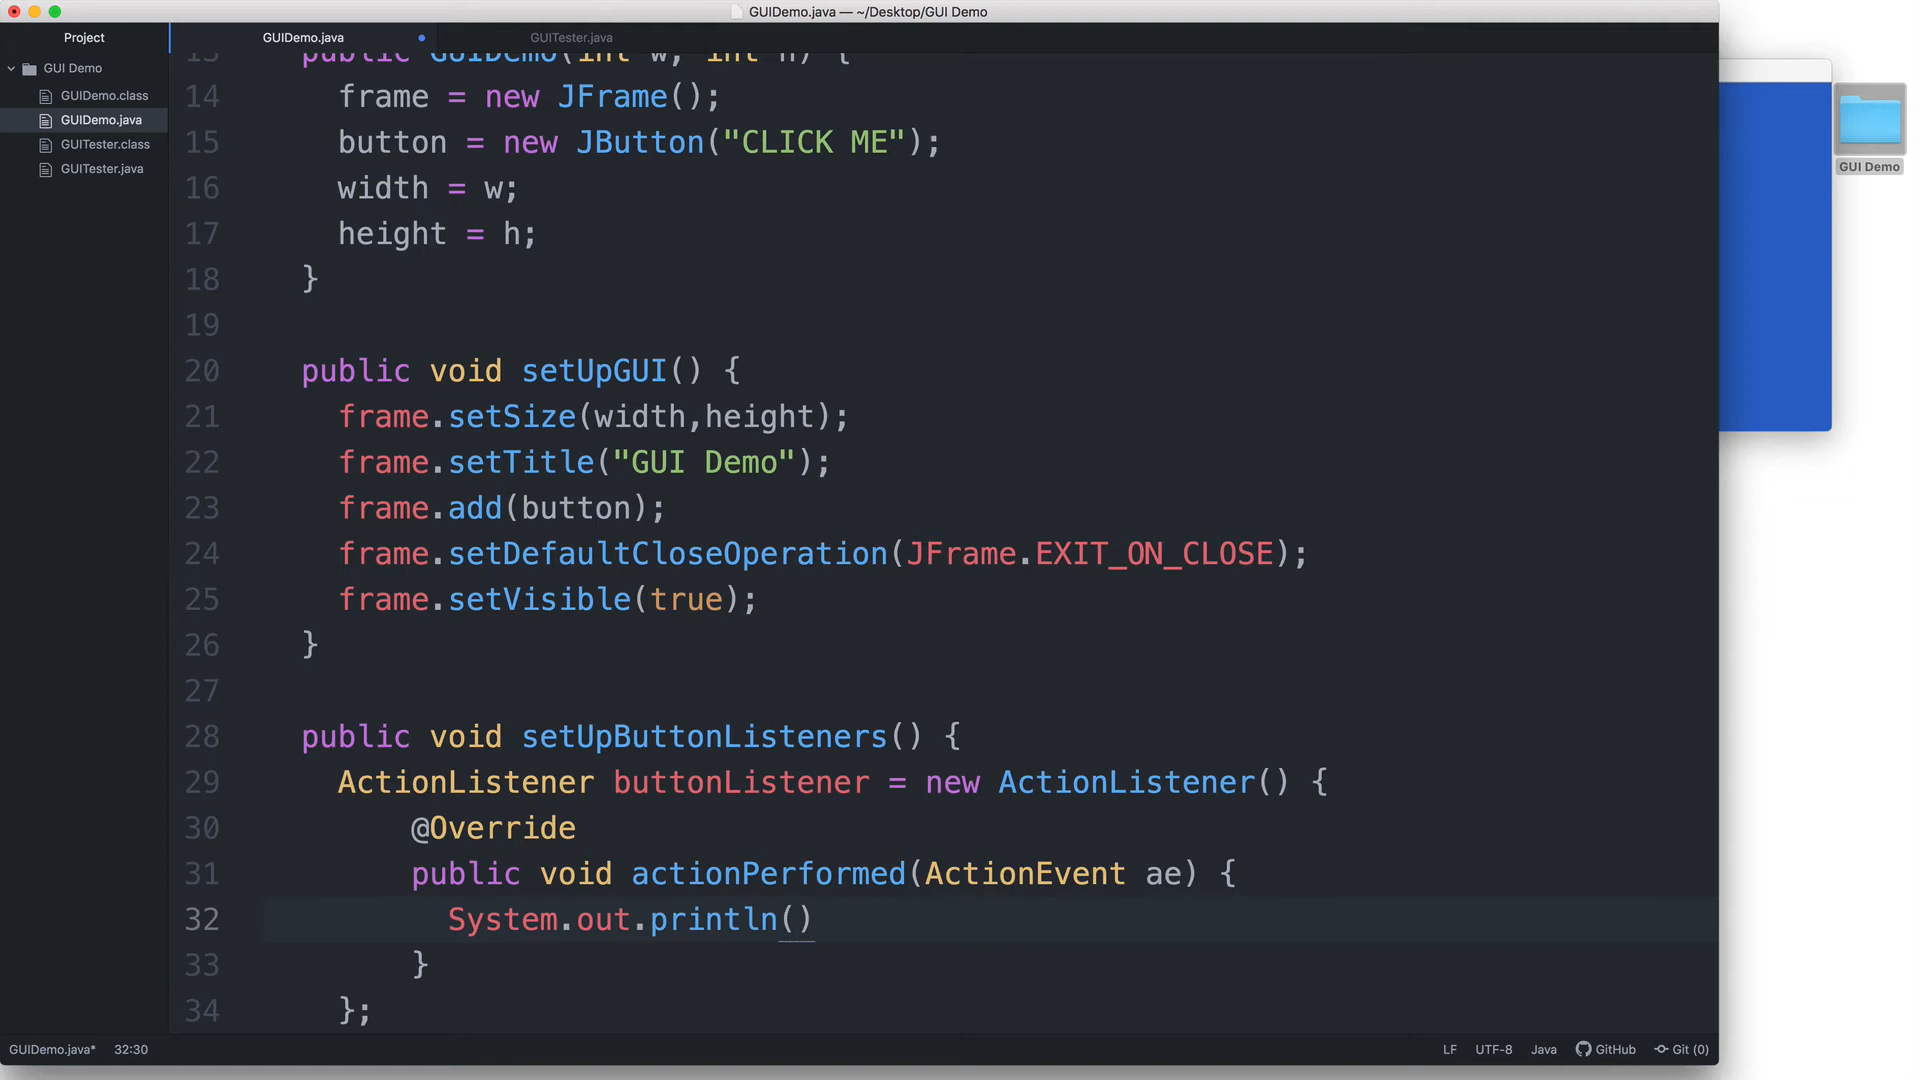 GUIDemo.java — ~/Desktop/GUI Demo
Project
GUIDemo.java
GUITester.java
GUI Demo
GUIDemo.class
GUIDemo.java
GUITester.class
GUITester.java
13 public GUIDemo(int w, int h) {
14 frame = new JFrame();
15 button = new JButton("CLICK ME");
16 width = w;
17 height = h;
18 }
19
20 public void setUpGUI() {
21 frame.setSize(width,height);
22 frame.setTitle("GUI Demo");
23 frame.add(button);
24 frame.setDefaultCloseOperation(JFrame.EXIT_ON_CLOSE);
25 frame.setVisible(true);
26 }
27
28 public void setUpButtonListeners() {
29 ActionListener buttonListener = new ActionListener() {
30 @Override
31 public void actionPerformed(ActionEvent ae) {
32 System.out.println()
33 }
34 };
GUIDemo.java* 32:30
LF UTF-8 Java GitHub Git (0)
GUI Demo